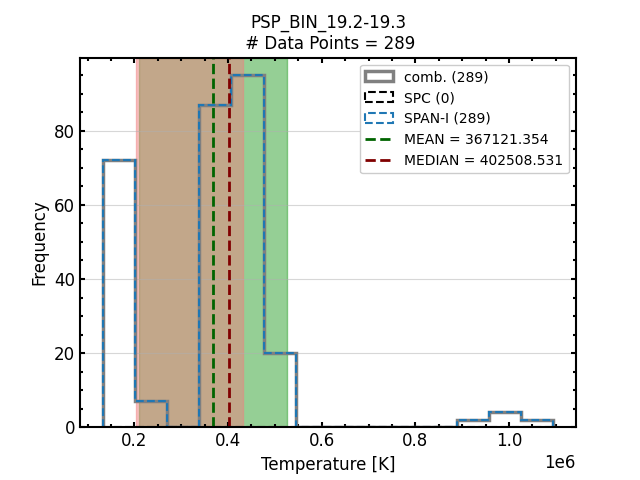 PSP_BIN_19.2-19.3
# Data Points = 289
comb. (289)
SPC (0)
SPAN-I (289)
MEAN = 367121.354
MEDIAN = 402508.531
Frequency
80
60
40
20
0
0.2 0.4 0.6 0.8 1.0
1e6
Temperature [K]